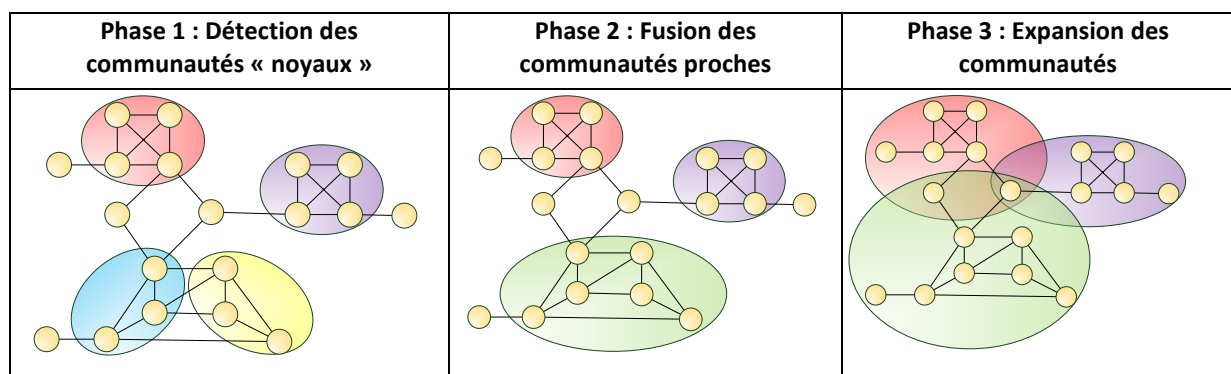 Phase 1 : Détection des
communautés « noyaux »
Phase 2 : Fusion des
communautés proches
Phase 3 : Expansion des
communautés